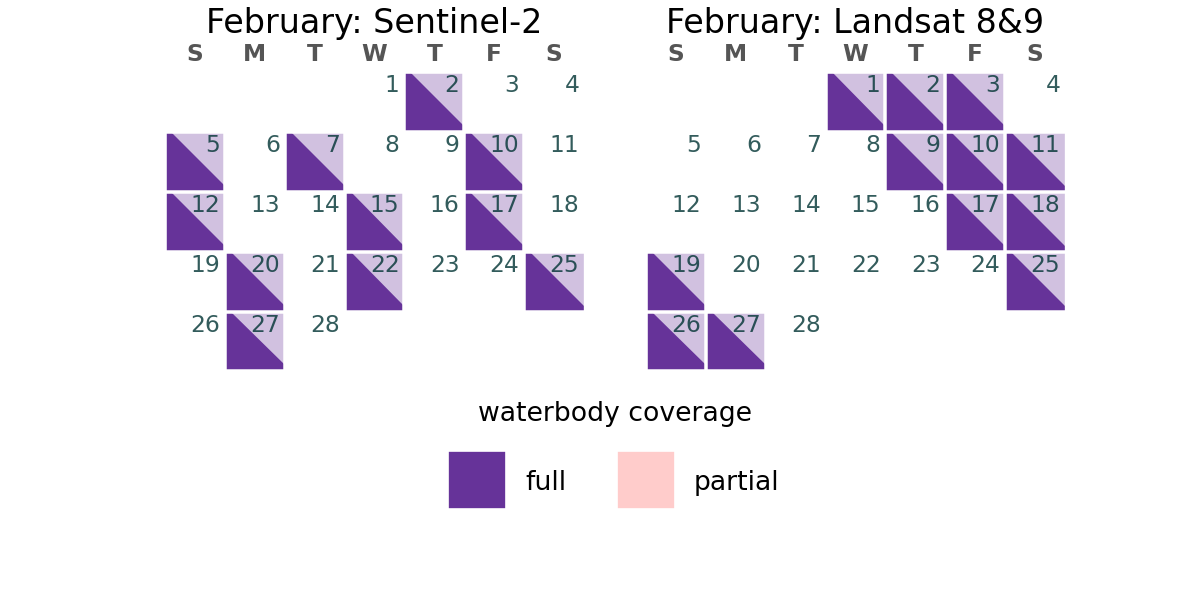 February: Sentinel-2
S M T W T F S
1 2 3 4
5 6 7 8 9 10 11
12 13 14 15 16 17 18
19 20 21 22 23 24 25
26 27 28
February: Landsat 8&9
S M T W T F S
1 2 3 4
5 6 7 8 9 10 11
12 13 14 15 16 17 18
19 20 21 22 23 24 25
26 27 28
waterbody coverage
full partial